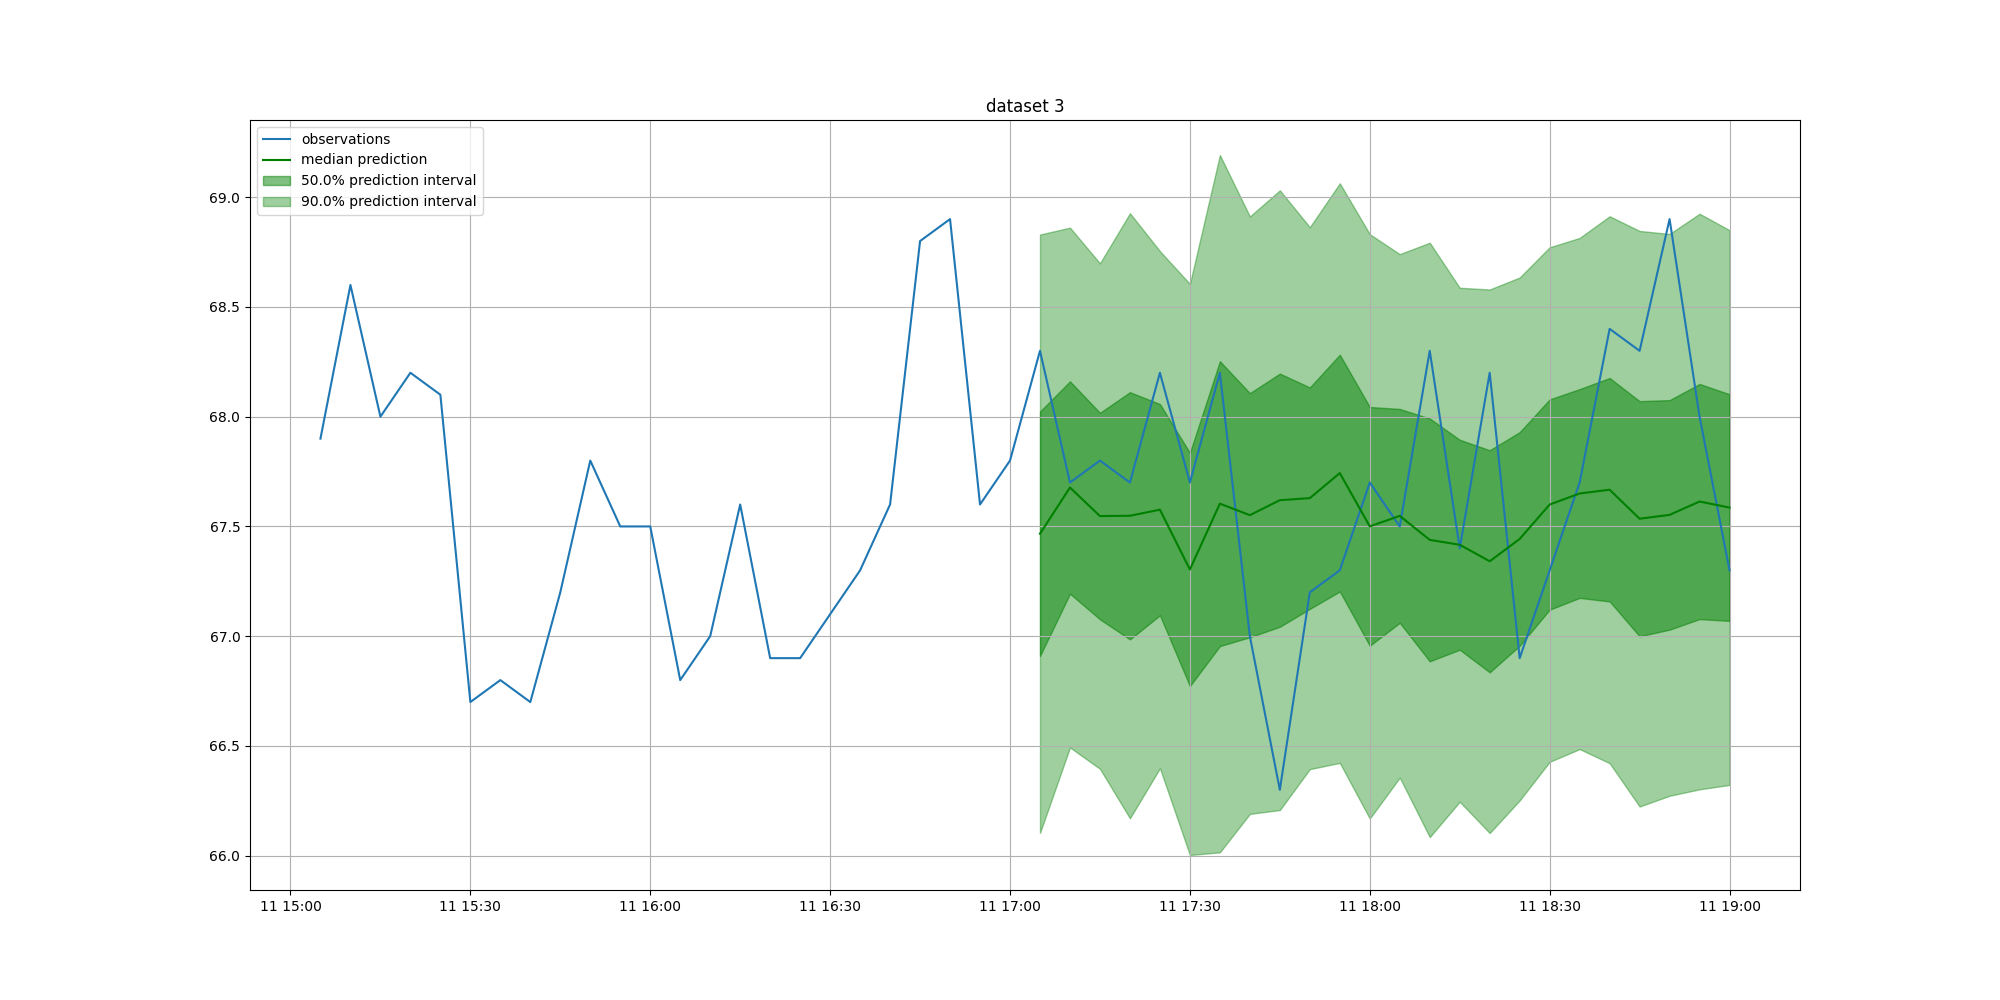 dataset 3
observations
median prediction
50.0% prediction interval
90.0% prediction interval
69.0
68.5
68.0
67.5
67.0
66.5
66.0
11 15:00 11 15:30 11 16:00 11 16:30 11 17:00 11 17:30 11 18:00 11 18:30 11 19:00